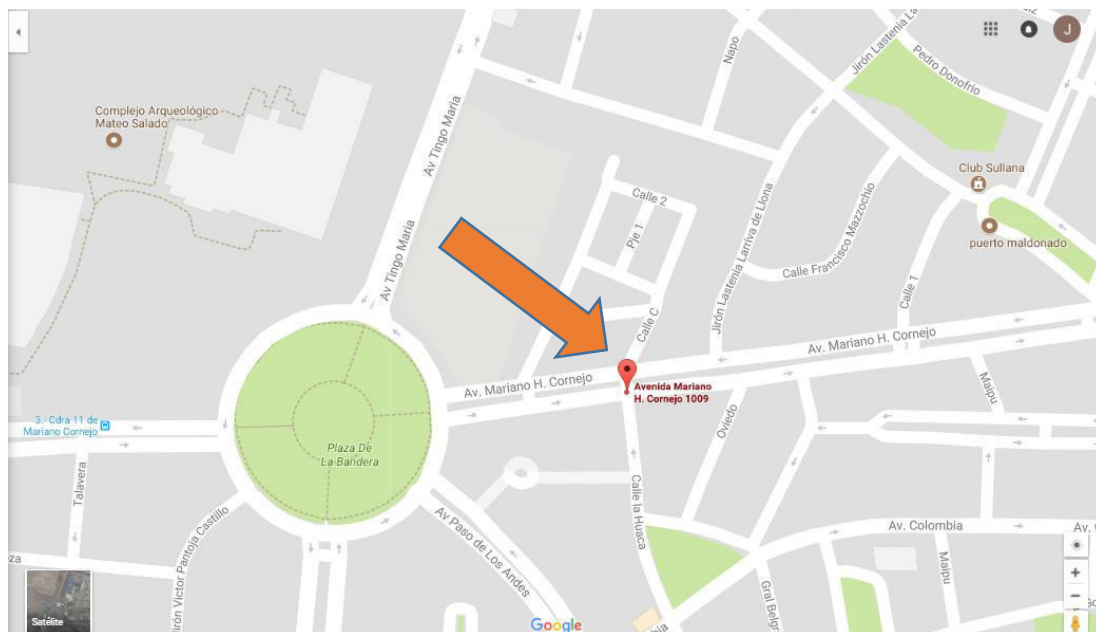 J
Napo
Jirón Lastenia La
Pedro Donofrio
Complejo Arqueológico
Mateo Salado
Av Tingo Maria
Av Tingo Maria
Calle 2
Pje 1
Calle C
Jirón Lastenia Larriva de Llona
Calle Francisco Mazzochio
Calle 1
Club Sullana
puerto maldonado
Av. Mariano H. Cornejo
Av. Mariano H. Cornejo
Avenida Mariano
H. Cornejo 1009
3.- Cdra 11 de
Mariano Cornejo
Plaza De
La Bandera
Talavera
Oviedo
Maipu
Calle la Huaca
Av Paso de Los Andes
Jirón Victor Pantoja Castillo
Av. Colombia
Av.
Maipu
Gral Belgr
oza
bia
Satélite
Google
+
−